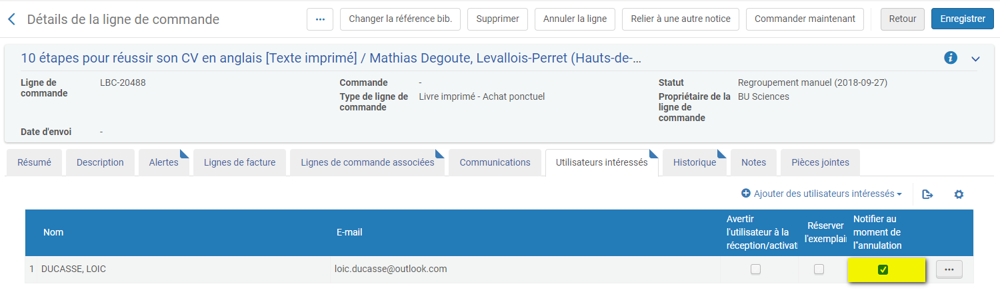 Détails de la ligne de commande
Changer la référence bib.
Supprimer
Annuler la ligne
Relier à une autre notice
Commander maintenant
Retour
Enregistrer
10 étapes pour réussir son CV en anglais [Texte imprimé] / Mathias Degoute, Levallois-Perret (Hauts-de-...
Ligne de
commande
LBC-20488
Commande
-
Statut
Regroupement manuel (2018-09-27)
Type de ligne de
commande
Livre imprimé - Achat ponctuel
Propriétaire de la
ligne de
commande
BU Sciences
Date d'envoi
-
Résumé
Description
Alertes
Lignes de facture
Lignes de commande associées
Communications
Utilisateurs intéressés
Historique
Notes
Pièces jointes
Ajouter des utilisateurs intéressés
Nom
E-mail
Avertir
l'utilisateur à la
réception/activat
Réserver
l'exemplai
Notifier au
moment de
l''annulation
1
DUCASSE, LOIC
loic.ducasse@outlook.com